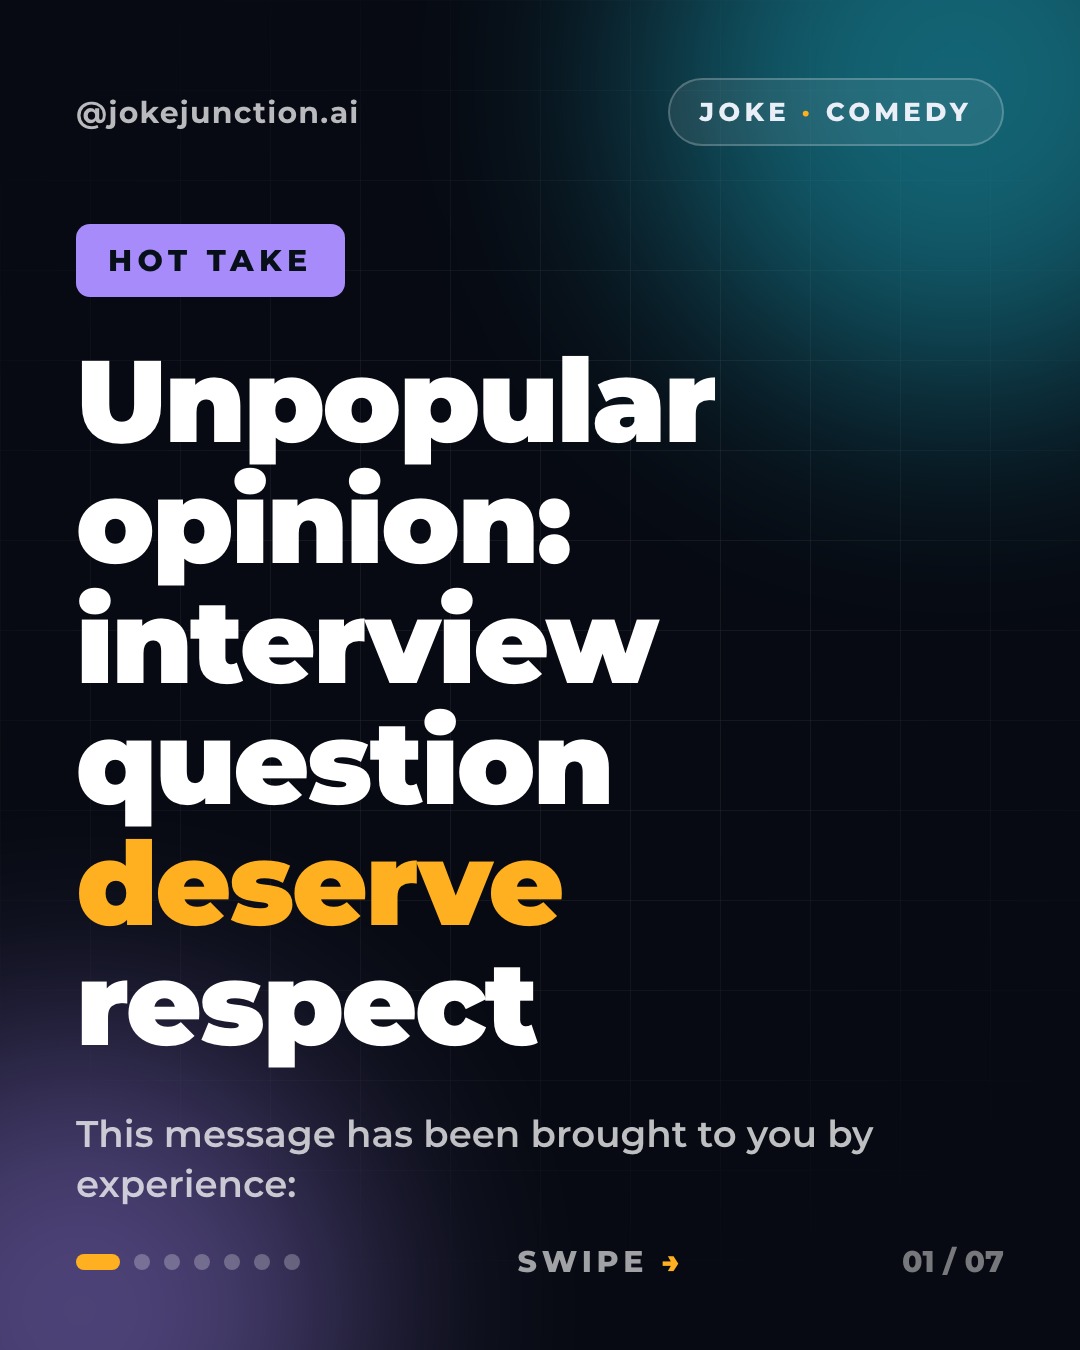 @jokejunction.ai
JOKE · COMEDY
HOT TAKE
Unpopular
opinion:
interview
question
deserve
respect
This message has been brought to you by
experience:
SWIPE →
01 / 07